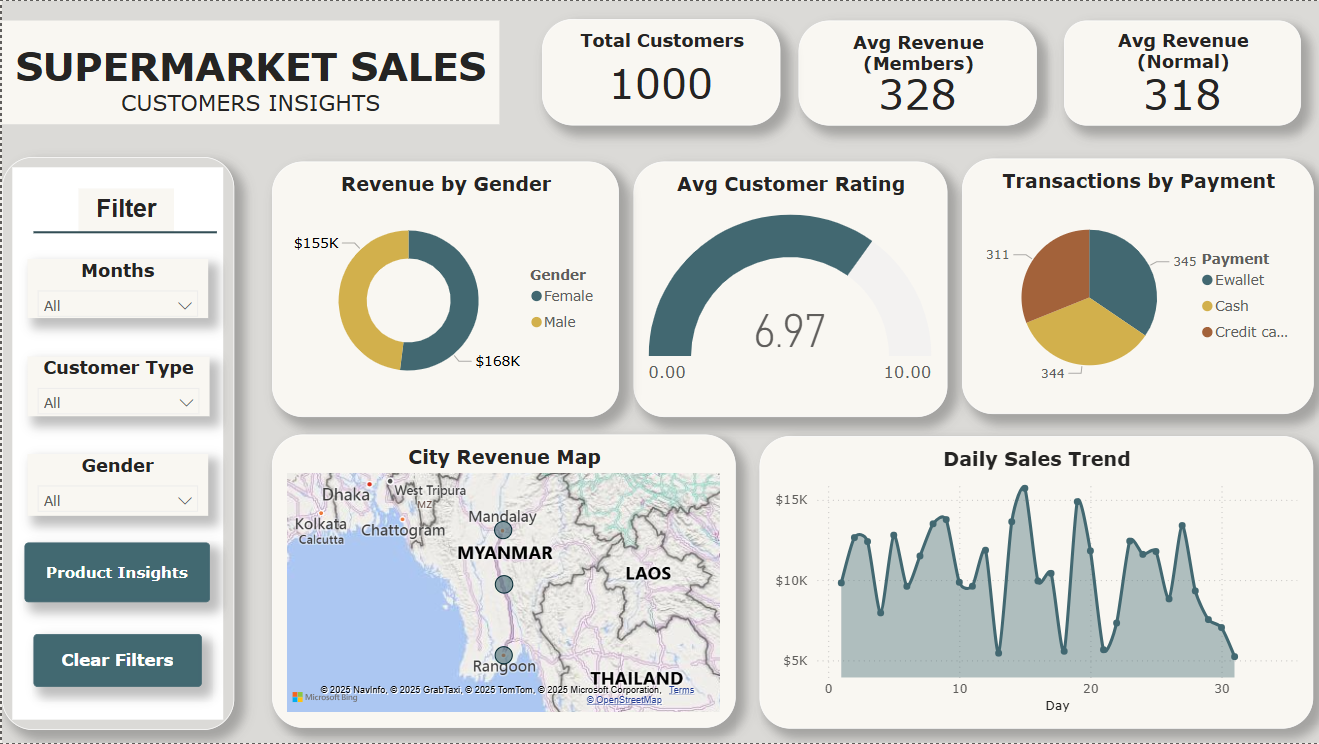 SUPERMARKET SALES
CUSTOMERS INSIGHTS
Total Customers
1000
Avg Revenue
(Members)
328
Avg Revenue
(Normal)
318
Filter
Months
All
Customer Type
All
Gender
All
Product Insights
Clear Filters
Revenue by Gender
$155K
$168K
Gender
Female
Male
Avg Customer Rating
6.97
0.00
10.00
Transactions by Payment
311
345
344
Payment
Ewallet
Cash
Credit ca...
City Revenue Map
Dhaka
West Tripura
MZ
Kolkata
Calcutta
Chattogram
Mandalay
MYANMAR
LAOS
Rangoon
THAILAND
Microsoft Bing
© 2025 NavInfo, © 2025 GrabTaxi, © 2025 TomTom, © 2025 Microsoft Corporation, Terms
© OpenStreetMap
Daily Sales Trend
$15K
$10K
$5K
0
10
20
30
Day